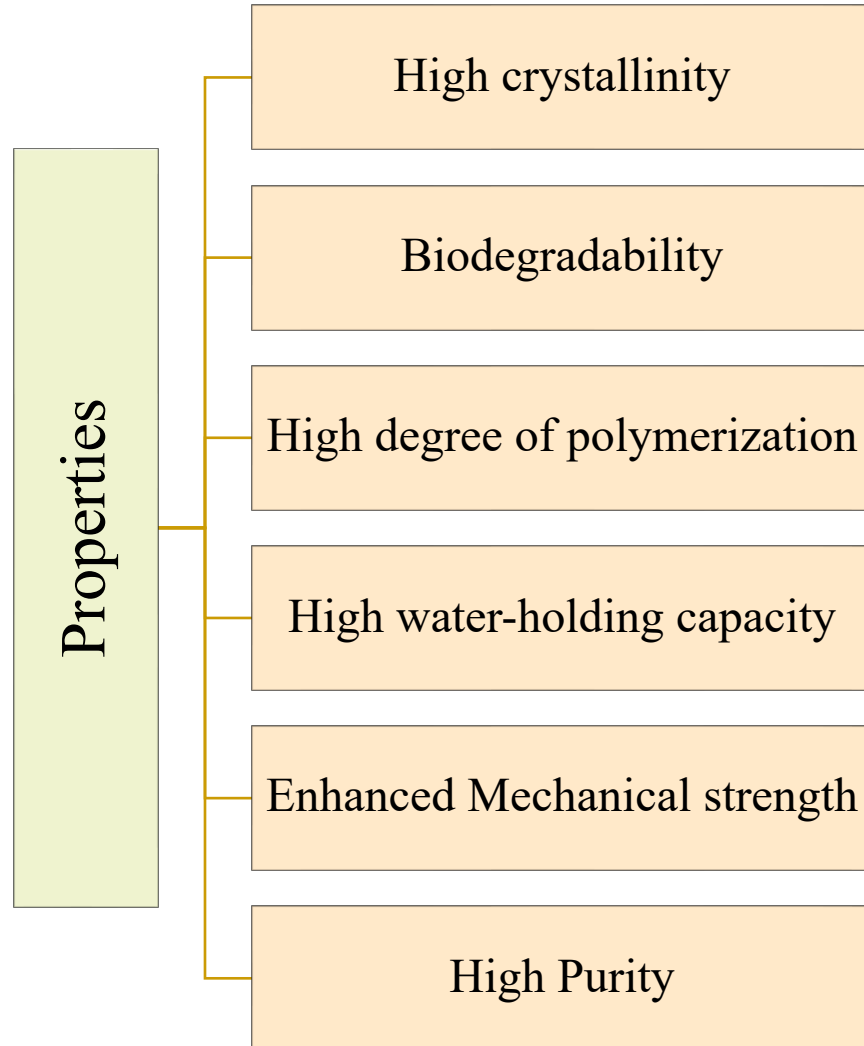 Properties
High crystallinity
Biodegradability
High degree of polymerization
High water-holding capacity
Enhanced Mechanical strength
High Purity